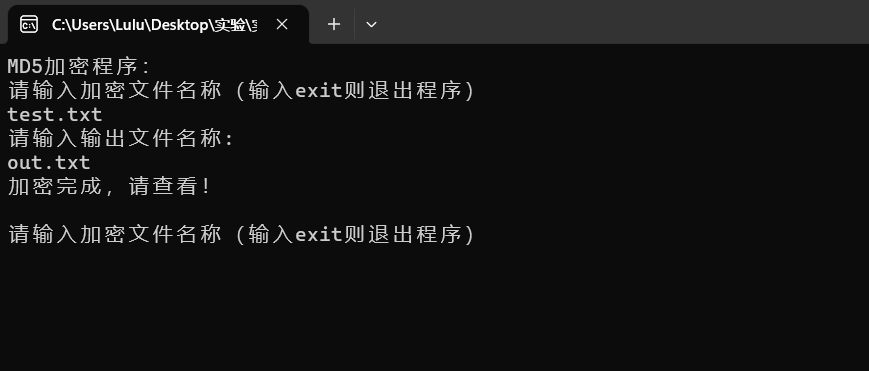 C:\Users\Lulu\Desktop\实验\
MD5加密程序：
请输入加密文件名称（输入exit则退出程序）
test.txt
请输入输出文件名称：
out.txt
加密完成，请查看！
请输入加密文件名称（输入exit则退出程序）